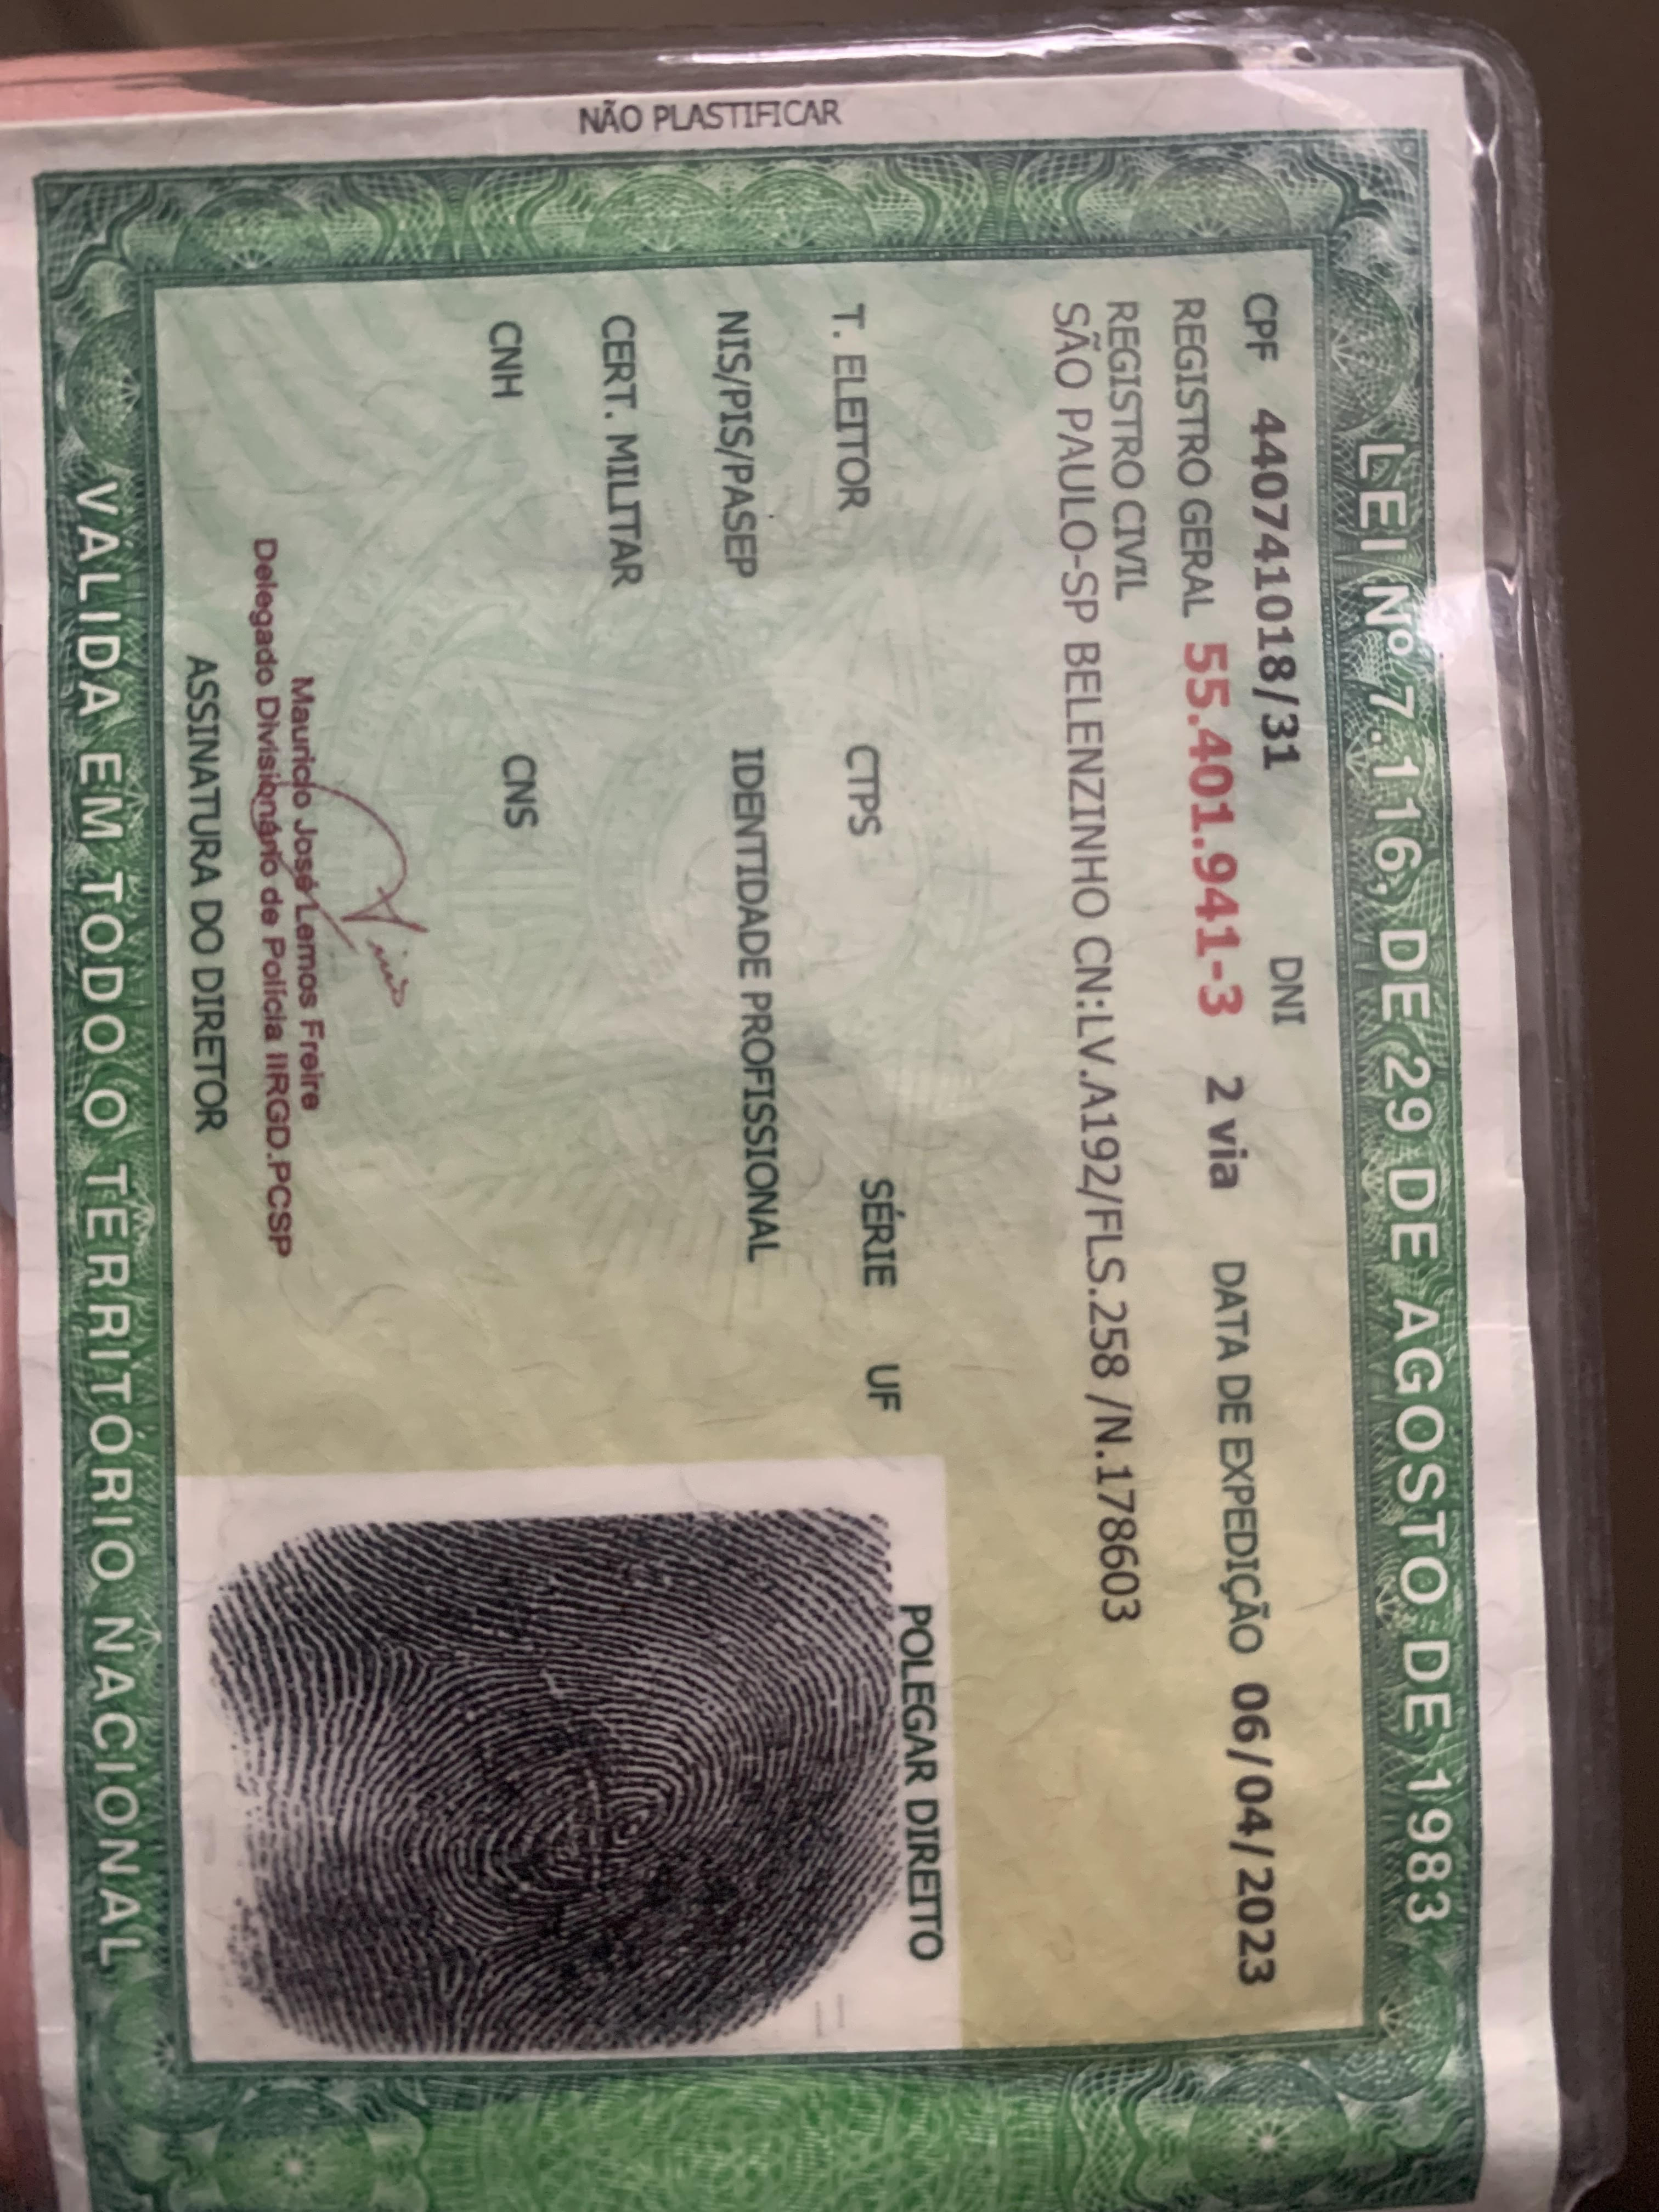 NÃO PLASTIFICAR
LEI Nº 7.116, DE 29 DE AGOSTO DE 1983
CPF 440741018/31 DNI
REGISTRO GERAL 55.401.941-3 2 via DATA DE EXPEDIÇÃO 06/04/2023
REGISTRO CIVIL
SÃO PAULO-SP BELENZINHO CN:LV.A192/FLS.258 /N.178603
T. ELEITOR CTPS SÉRIE UF
NIS/PIS/PASEP IDENTIDADE PROFISSIONAL
CERT. MILITAR
CNH CNS
POLEGAR DIREITO
Mauricio José Lemos Freire
Delegado Divisionário de Polícia IIRGD.PCSP
ASSINATURA DO DIRETOR
VALIDA EM TODO O TERRITÓRIO NACIONAL